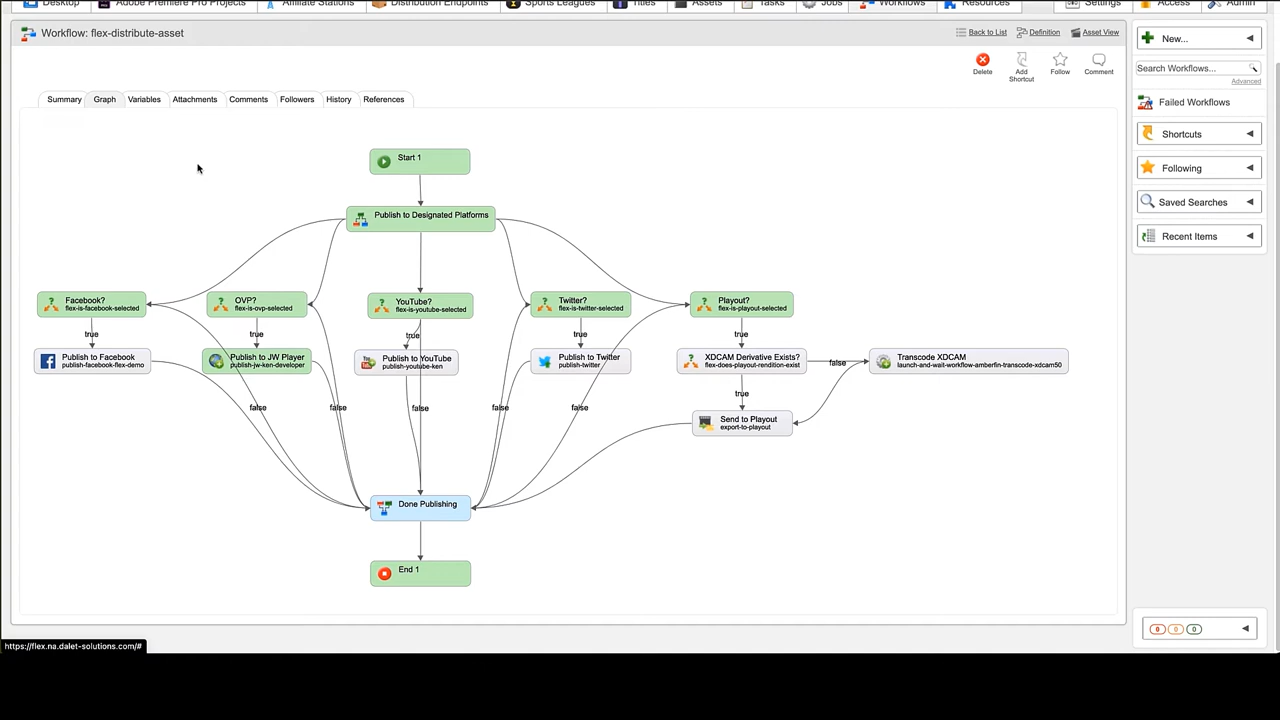 Desktop
Adobe Premiere Pro Projects
Affiliate Stations
Distribution Endpoints
Sports Leagues
Titles
Assets
Tasks
Jobs
Workflows
Resources
Settings
Access
Admin
Workflow: flex-distribute-asset
Back to List
Definition
Asset View
Delete
Add
Shortcut
Follow
Comment
Summary
Graph
Variables
Attachments
Comments
Followers
History
References
Start 1
Publish to Designated Platforms
Facebook?
flex-is-facebook-selected
OVP?
flex-is-ovp-selected
YouTube?
flex-is-youtube-selected
Twitter?
flex-is-twitter-selected
Playout?
flex-is-playout-selected
true
true
true
true
true
Publish to Facebook
publish-facebook-flex-demo
Publish to JW Player
publish-jw-ken-developer
Publish to YouTube
publish-youtube-ken
Publish to Twitter
publish-twitter
XDCAM Derivative Exists?
flex-does-playout-rendition-exist
false
Transcode XDCAM
launch-and-wait-workflow-amberfin-transcode-xdcam50
true
false
false
false
false
false
Send to Playout
export-to-playout
Done Publishing
End 1
New...
Search Workflows...
Advanced
Failed Workflows
Shortcuts
Following
Saved Searches
Recent Items
0
0
0
https://flex.na.dalet-solutions.com/#